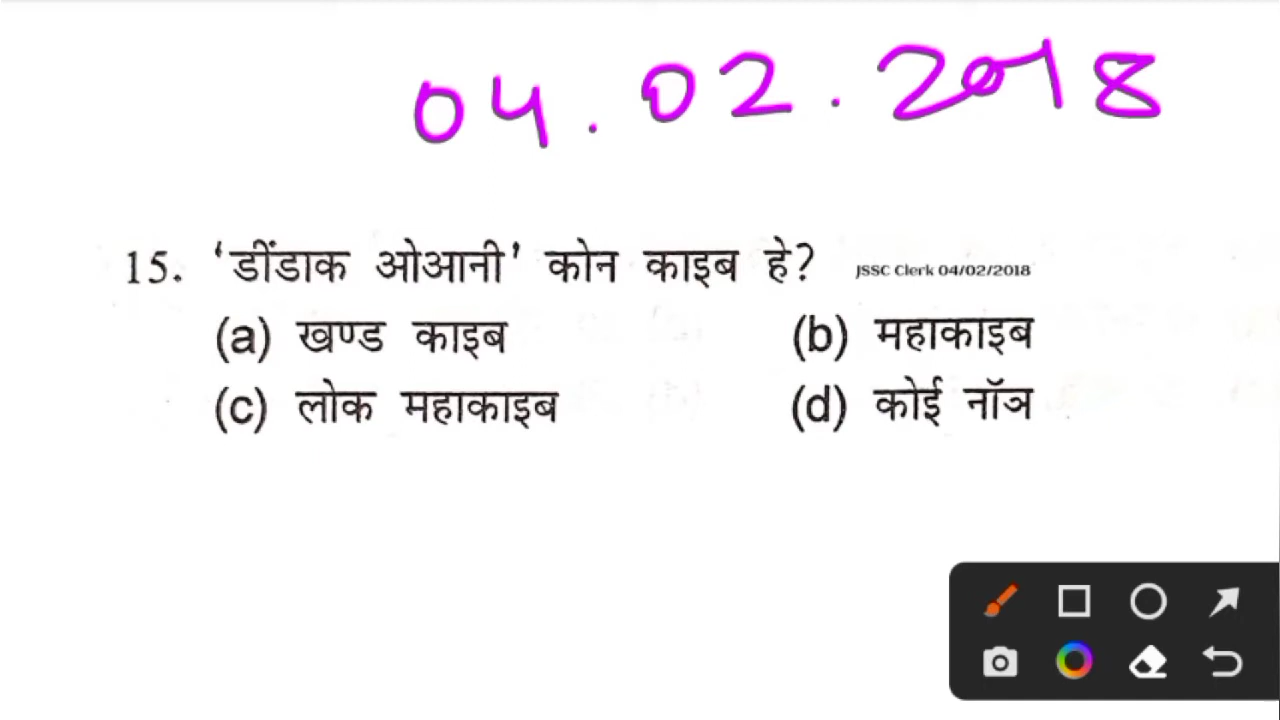 04.02.2018
15. ‘डींडाक ओआनी’ कोन काइब हे? JSSC Clerk 04/02/2018
(a) खण्ड काइब (b) महाकाइब
(c) लोक महाकाइब (d) कोई नॉञ